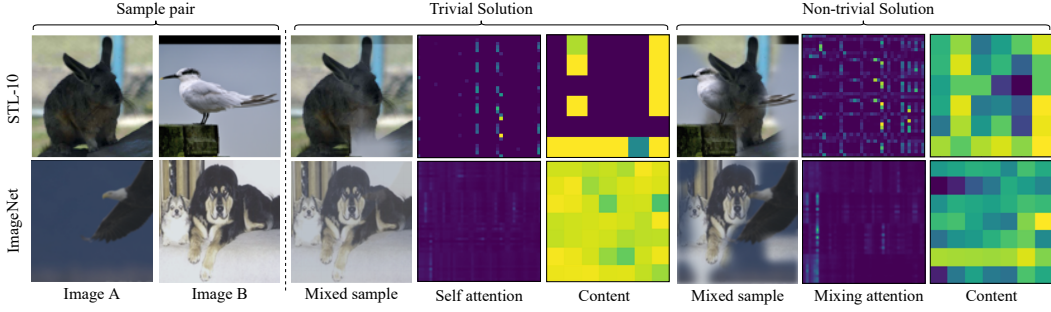 Sample pair
Trivial Solution
Non-trivial Solution
STL-10
ImageNet
Image A
Image B
Mixed sample
Self attention
Content
Mixed sample
Mixing attention
Content